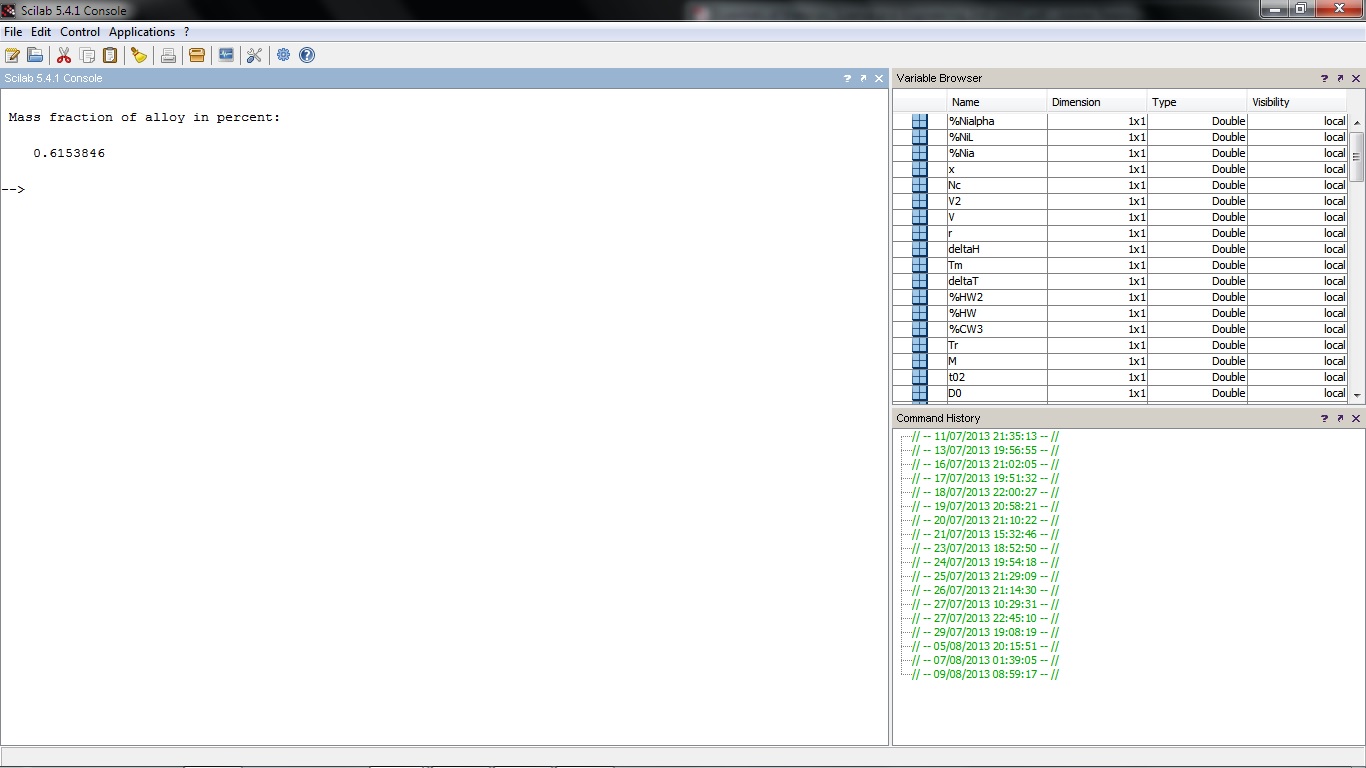 Scilab 5.4.1 Console
File Edit Control Applications ?
Scilab 5.4.1 Console ?
Mass fraction of alloy in percent:
0.6153846
-->
Variable Browser ?
Name Dimension Type Visibility
%Nialpha 1x1 Double local
%NiL 1x1 Double local
%Nia 1x1 Double local
x 1x1 Double local
Nc 1x1 Double local
V2 1x1 Double local
V 1x1 Double local
r 1x1 Double local
deltaH 1x1 Double local
Tm 1x1 Double local
deltaT 1x1 Double local
%HW2 1x1 Double local
%HW 1x1 Double local
%CW3 1x1 Double local
Tr 1x1 Double local
M 1x1 Double local
t02 1x1 Double local
D0 1x1 Double local
Command History ?
// -- 11/07/2013 21:35:13 -- //
// -- 13/07/2013 19:56:55 -- //
// -- 16/07/2013 21:02:05 -- //
// -- 17/07/2013 19:51:32 -- //
// -- 18/07/2013 22:00:27 -- //
// -- 19/07/2013 20:58:21 -- //
// -- 20/07/2013 21:10:22 -- //
// -- 21/07/2013 15:32:46 -- //
// -- 23/07/2013 18:52:50 -- //
// -- 24/07/2013 19:54:18 -- //
// -- 25/07/2013 21:29:09 -- //
// -- 26/07/2013 21:14:30 -- //
// -- 27/07/2013 10:29:31 -- //
// -- 27/07/2013 22:45:10 -- //
// -- 29/07/2013 19:08:19 -- //
// -- 05/08/2013 20:15:51 -- //
// -- 07/08/2013 01:39:05 -- //
// -- 09/08/2013 08:59:17 -- //